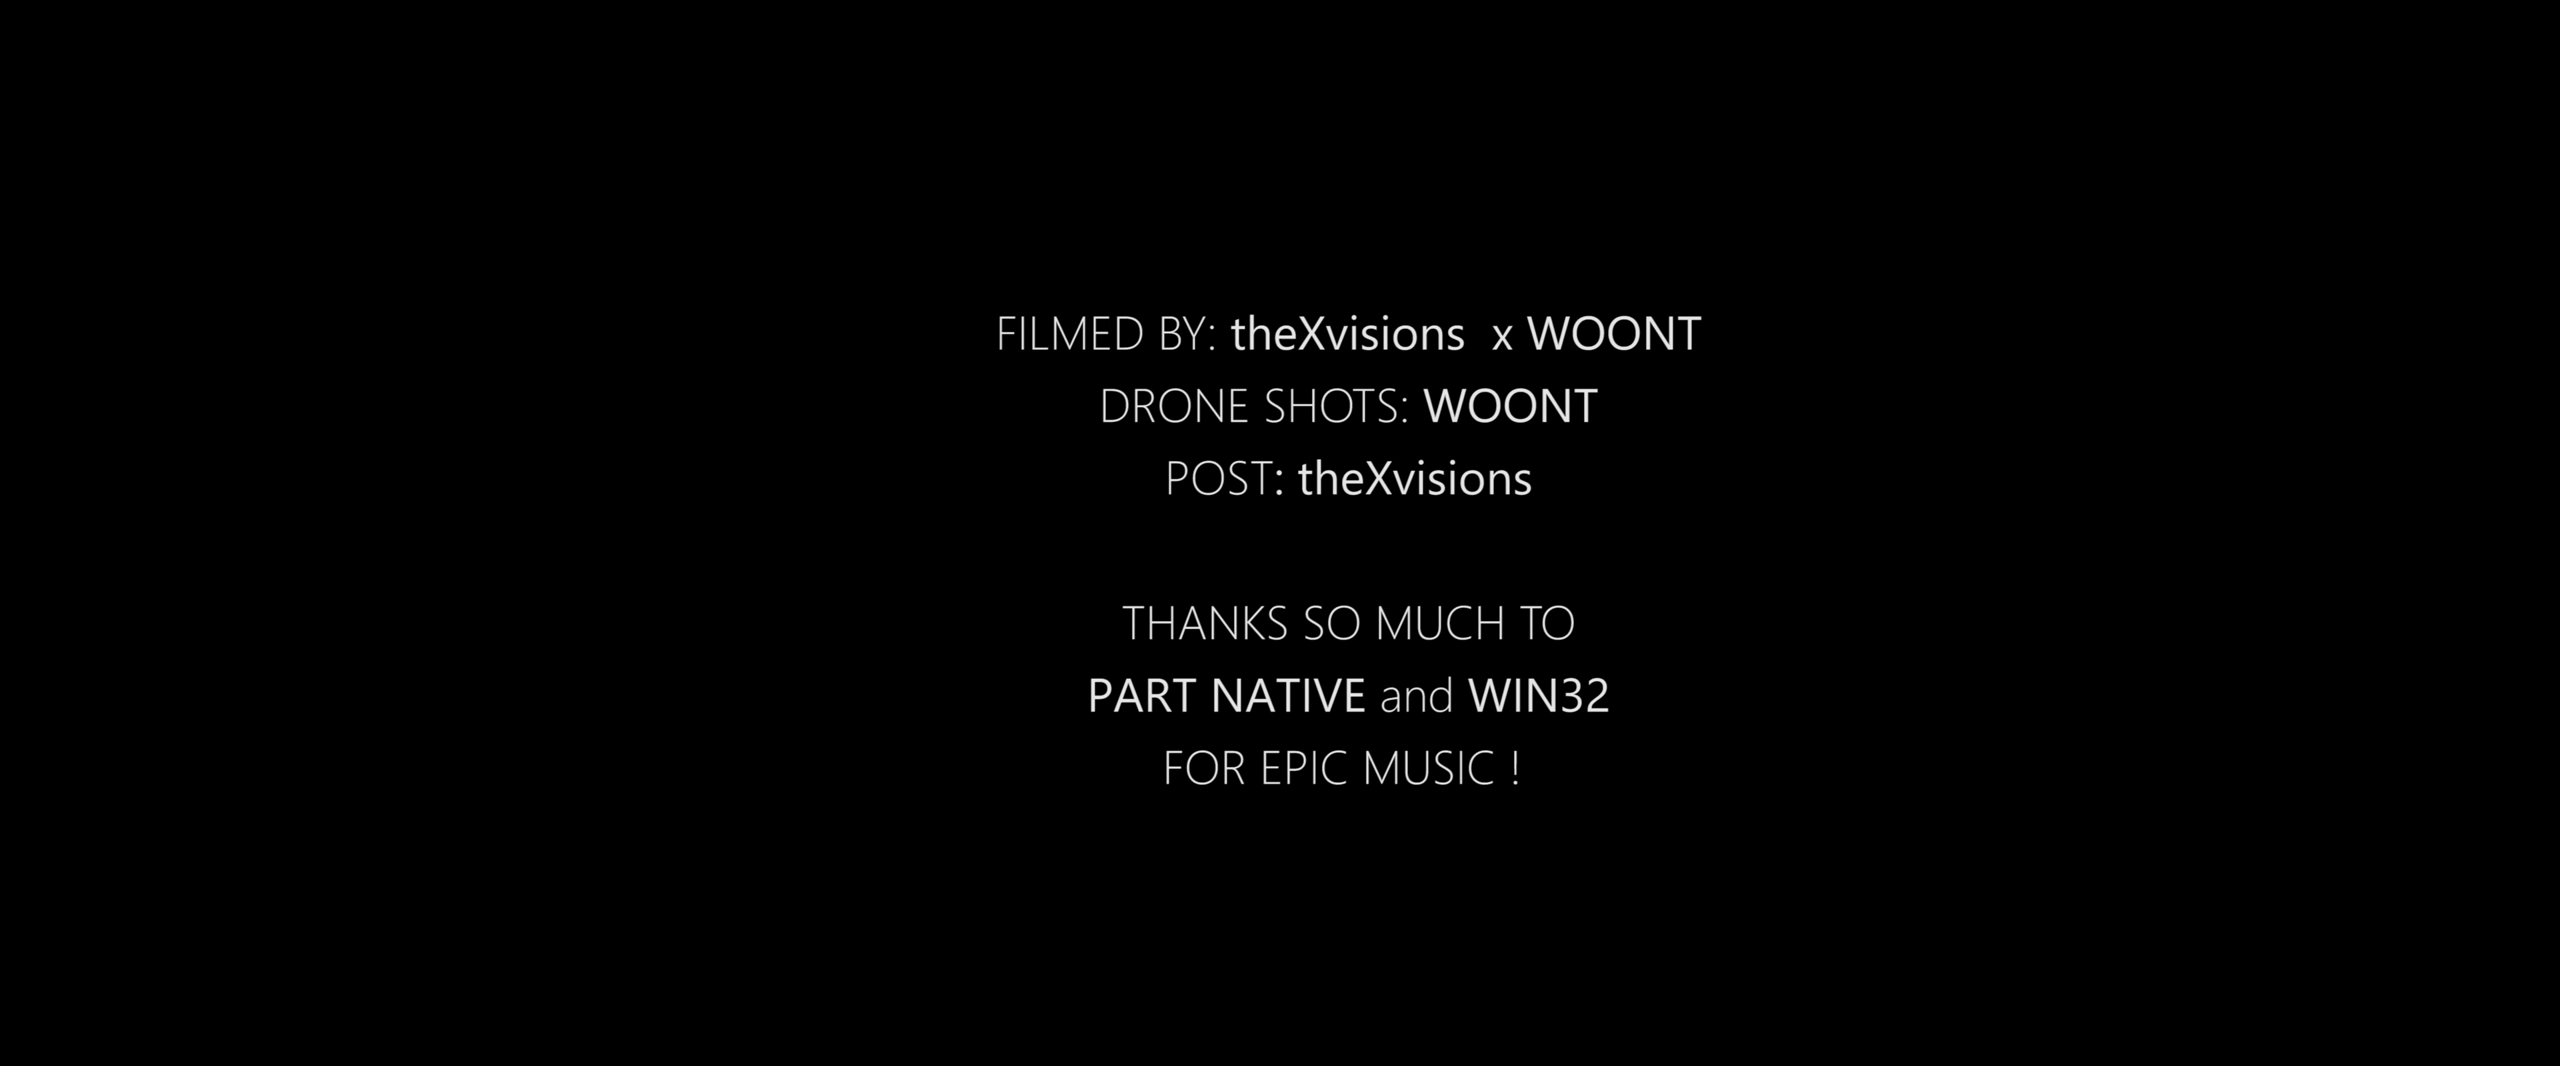 FILMED BY: theXvisions  x WOONT
DRONE SHOTS: WOONT
POST: theXvisions
THANKS SO MUCH TO
PART NATIVE and WIN32
FOR EPIC MUSIC !